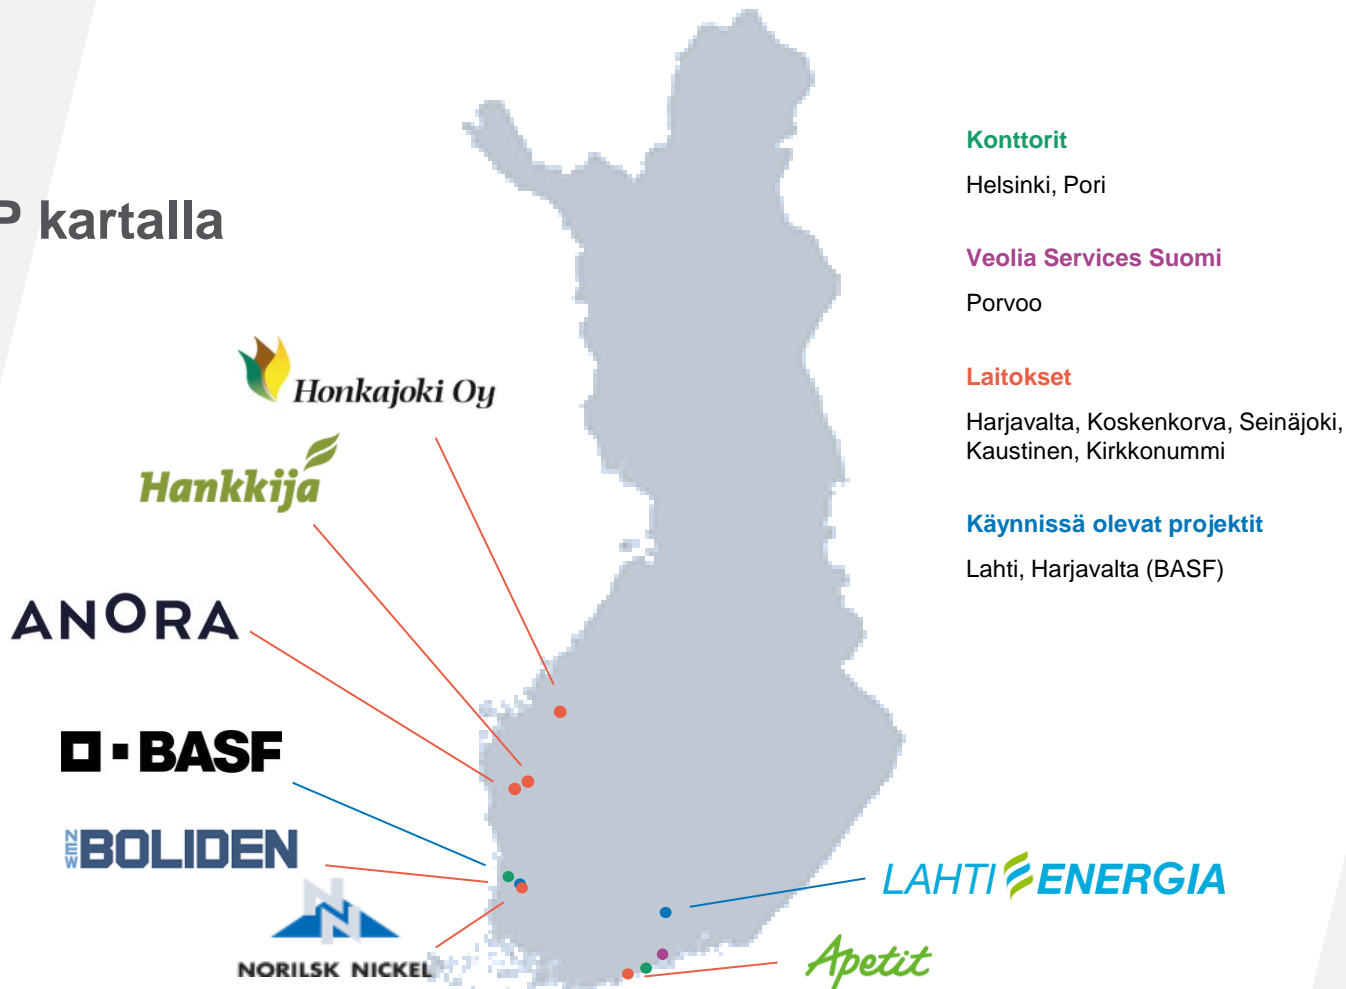 P kartalla
Konttorit
Helsinki, Pori
Veolia Services Suomi
Porvoo
Laitokset
Harjavalta, Koskenkorva, Seinäjoki,
Kaustinen, Kirkkonummi
Käynnissä olevat projektit
Lahti, Harjavalta (BASF)
Honkajoki Oy
Hankkija
ANORA
BASF
NEW BOLIDEN
NN
NORILSK NICKEL
LAHTI ENERGIA
Apetit